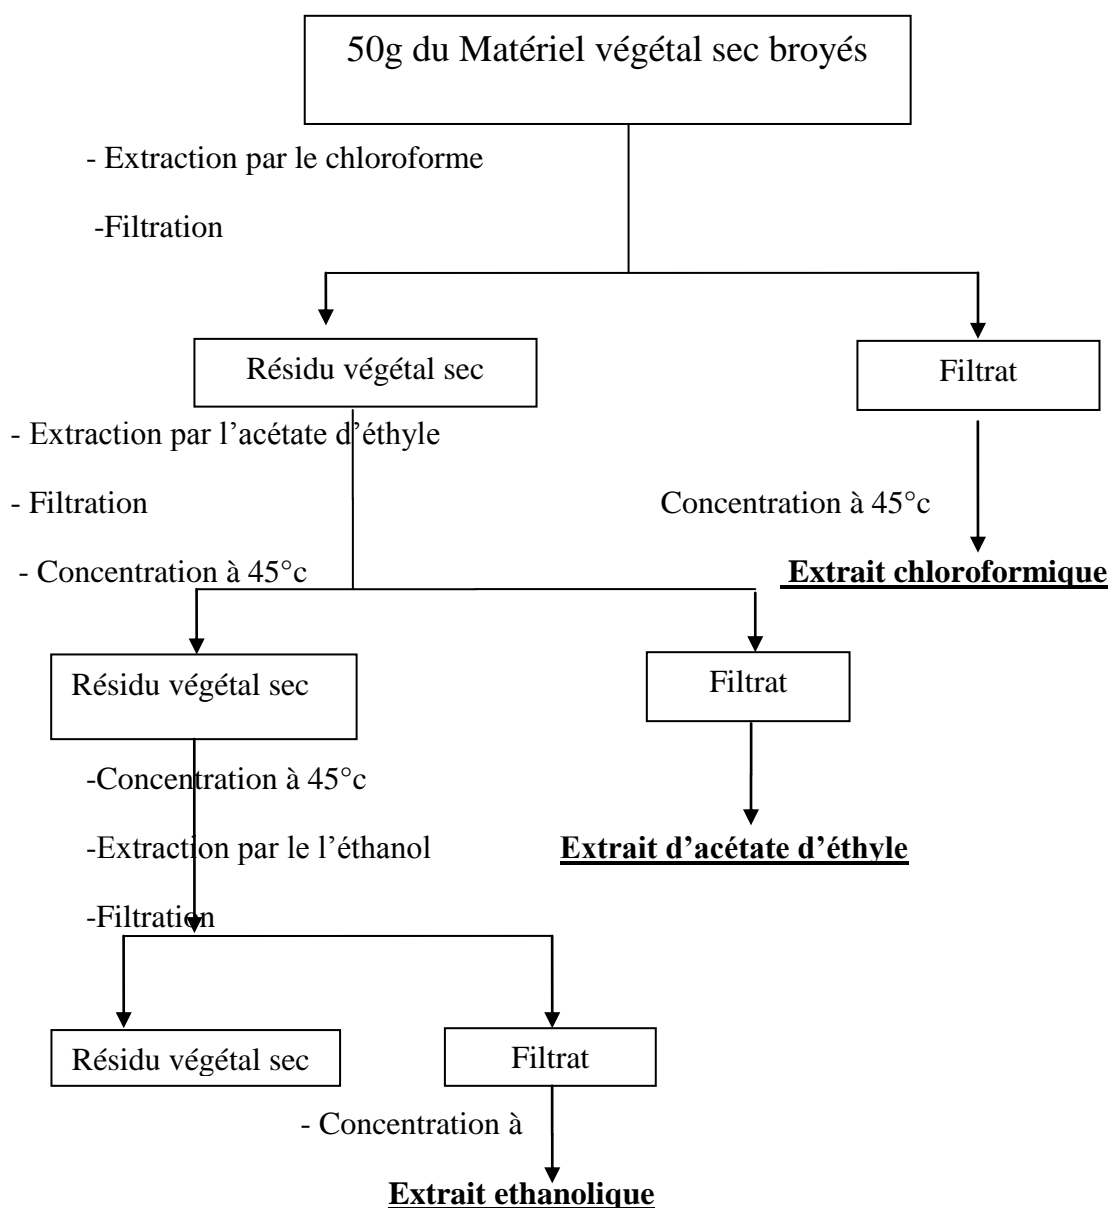 50g du Matériel végétal sec broyés
- Extraction par le chloroforme
-Filtration
Résidu végétal sec
Filtrat
- Extraction par l’acétate d’éthyle
- Filtration
Concentration à 45°c
- Concentration à 45°c
Extrait chloroformique
Résidu végétal sec
Filtrat
-Concentration à 45°c
-Extraction par le l’éthanol
Extrait d’acétate d’éthyle
-Filtration
Résidu végétal sec
Filtrat
- Concentration à
Extrait ethanolique